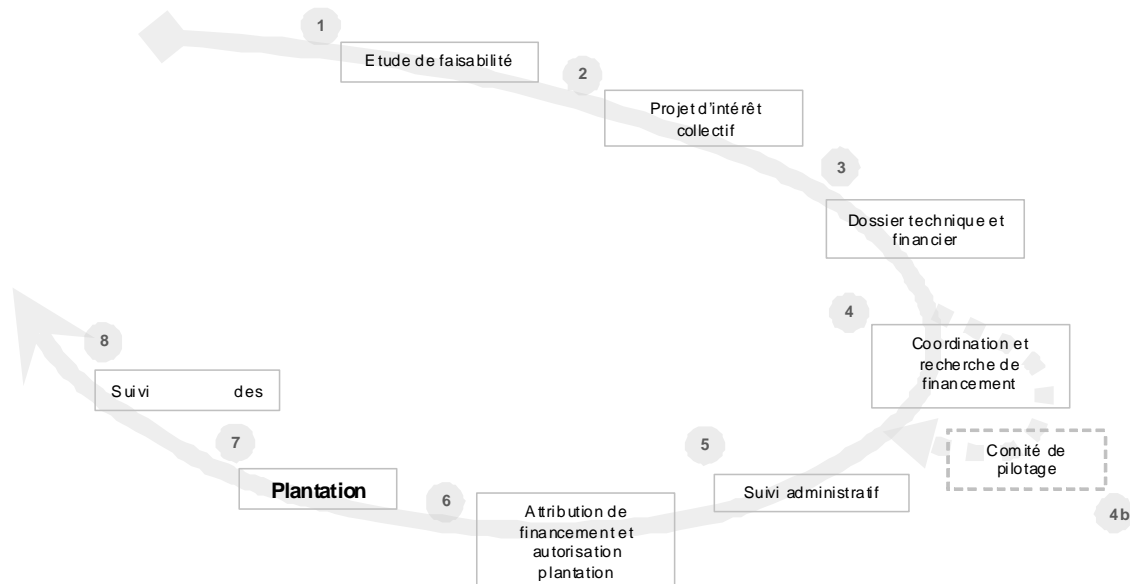 1
Etude de faisabilité
2
Projet d'intérêt
collectif
3
Dossier technique et
financier
4
Coordination et
recherche de
financement
Comité de
pilotage
4b
5
Suivi administratif
6
Attribution de
financement et
autorisation
plantation
7
Plantation
8
Suivi des